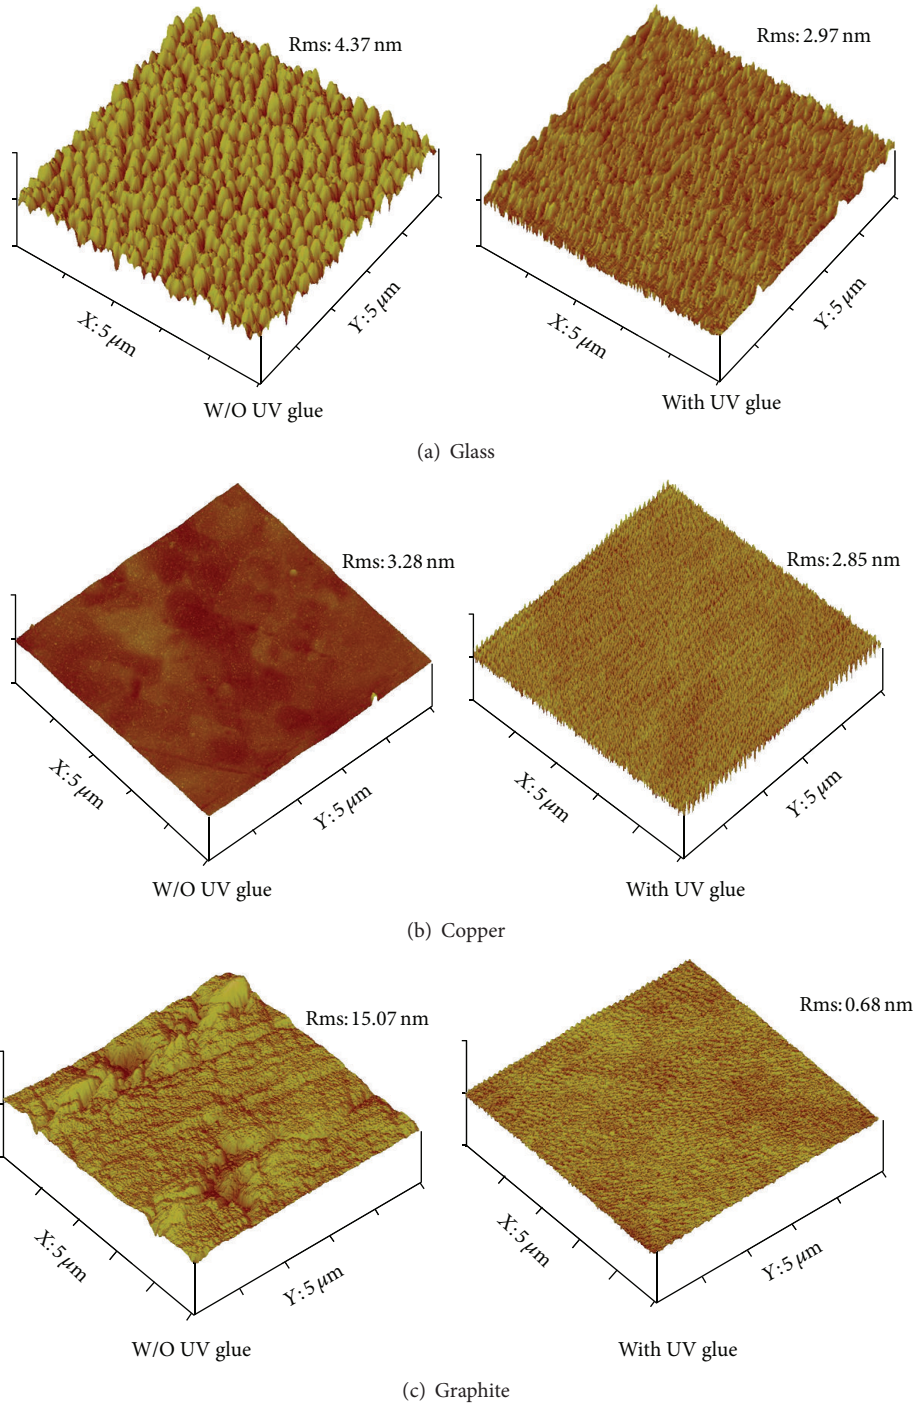 Rms: 4.37 nm
Rms: 2.97 nm
X: 5 μm
Y: 5 μm
X: 5 μm
Y: 5 μm
W/O UV glue
With UV glue
(a) Glass
Rms: 3.28 nm
Rms: 2.85 nm
X: 5 μm
Y: 5 μm
X: 5 μm
Y: 5 μm
W/O UV glue
With UV glue
(b) Copper
Rms: 15.07 nm
Rms: 0.68 nm
X: 5 μm
Y: 5 μm
X: 5 μm
Y: 5 μm
W/O UV glue
With UV glue
(c) Graphite